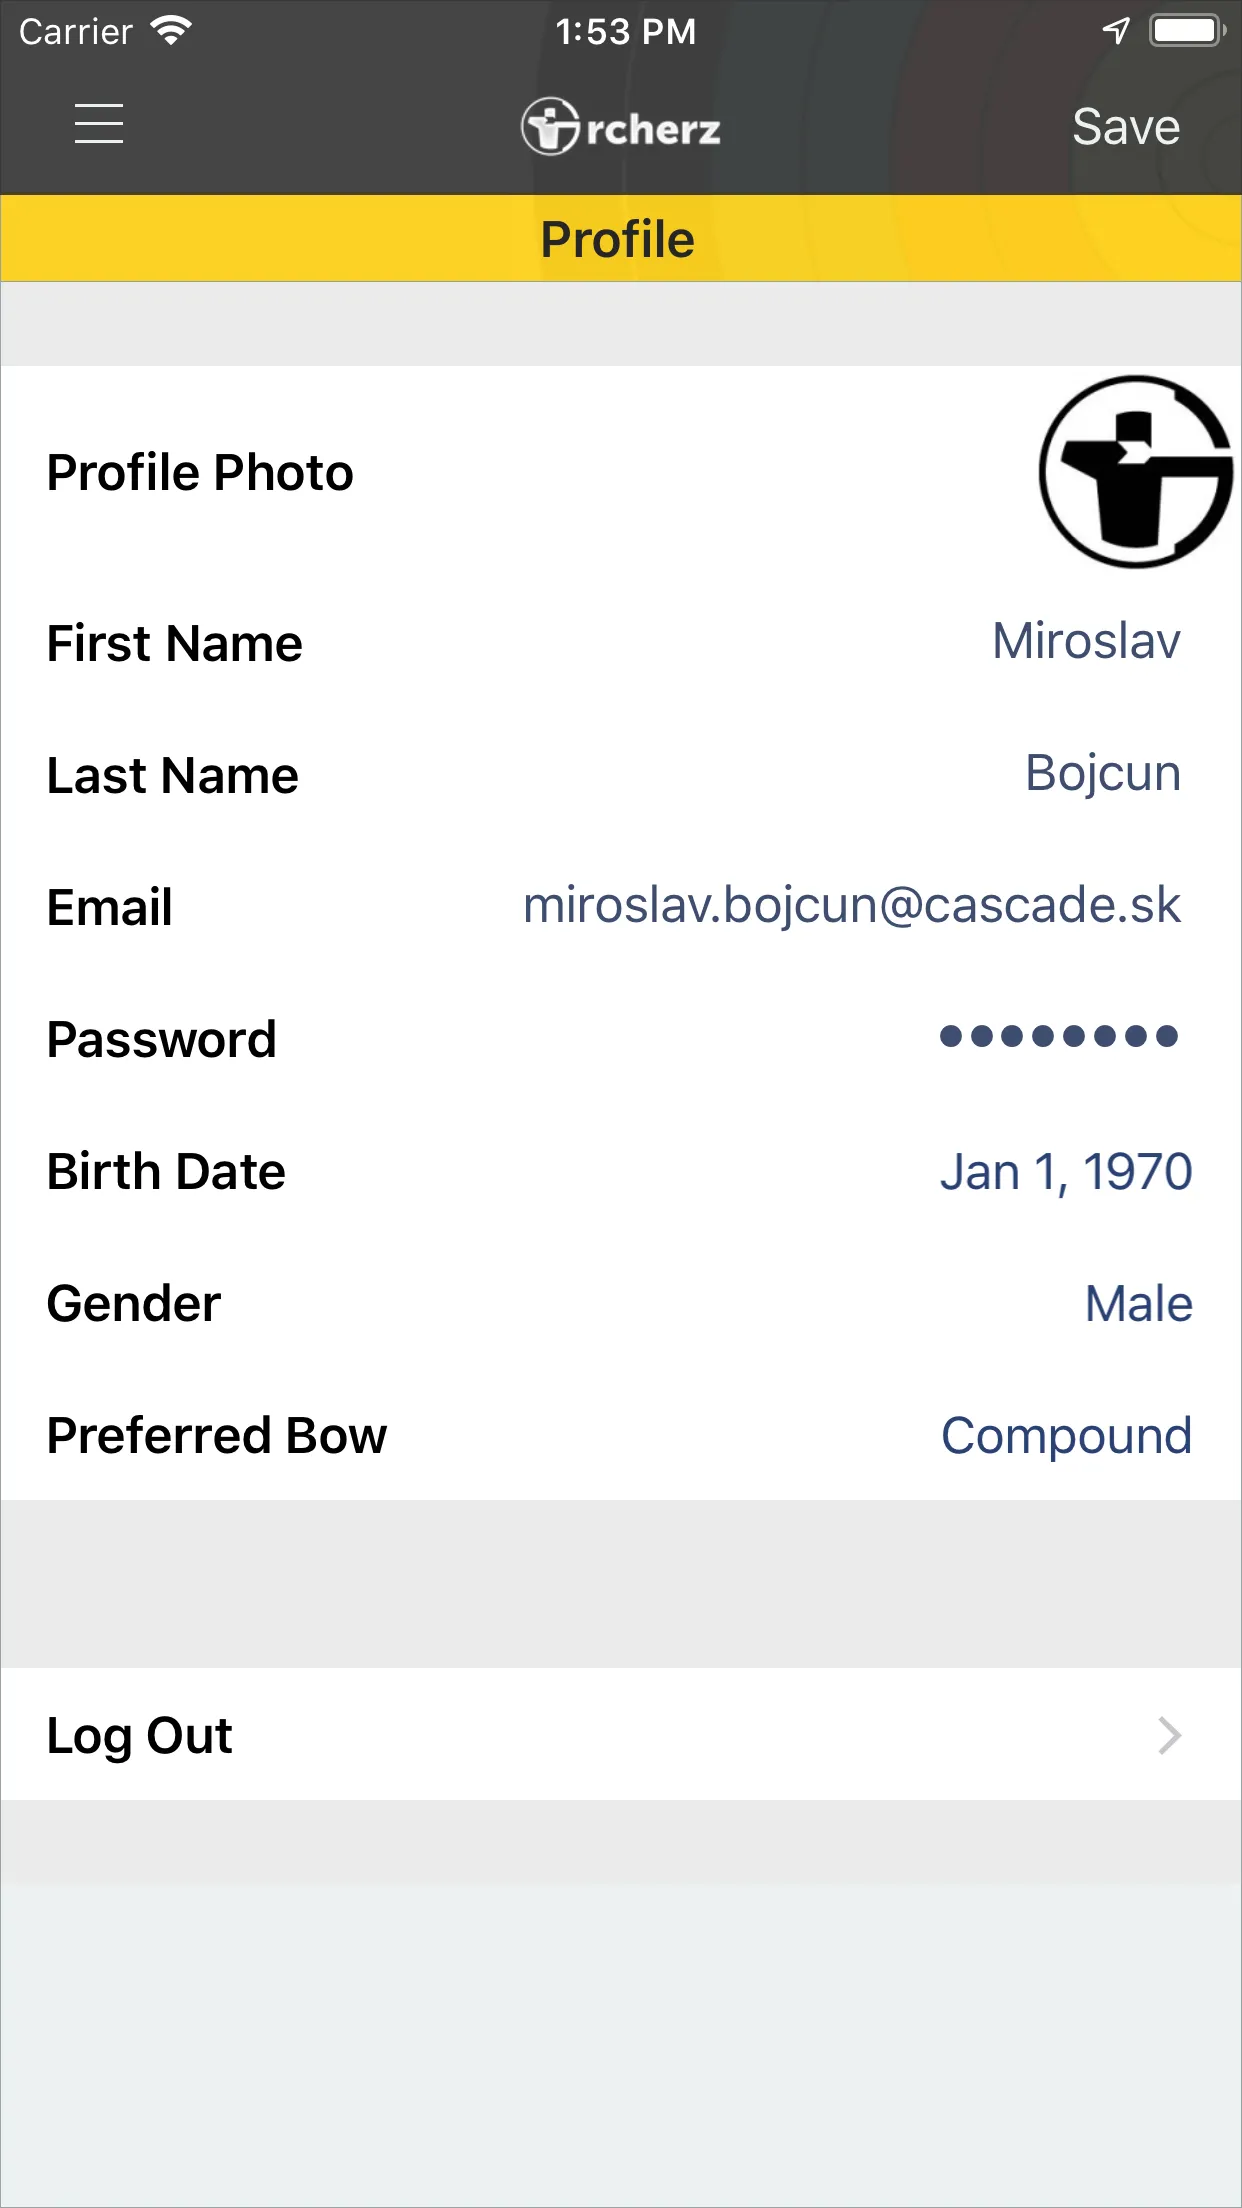 Carrier 1:53 PM
rcherz Save
Profile
Profile Photo
First Name Miroslav
Last Name Bojcun
Email miroslav.bojcun@cascade.sk
Password ••••••••
Birth Date Jan 1, 1970
Gender Male
Preferred Bow Compound
Log Out